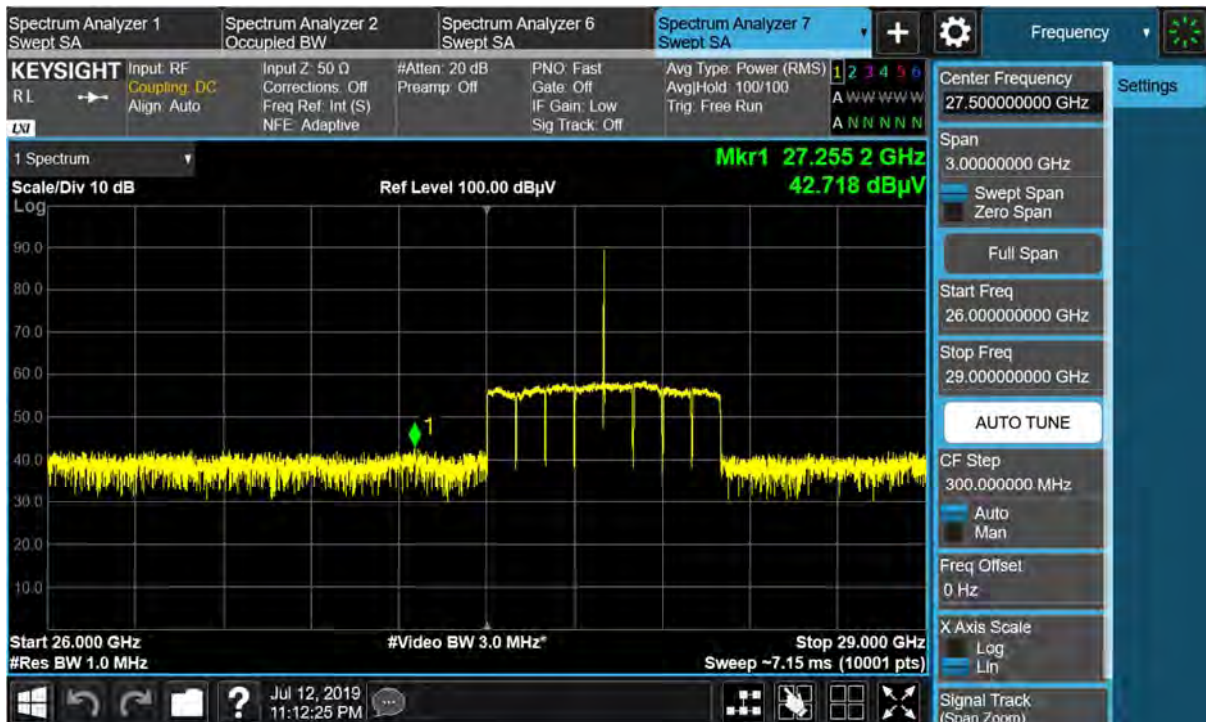 Spectrum Analyzer 1
Swept SA
Spectrum Analyzer 2
Occupied BW
Spectrum Analyzer 6
Swept SA
Spectrum Analyzer 7
Swept SA
+
Frequency
KEYSIGHT
RL
LXI
Input: RF
Coupling: DC
Align: Auto
Input Z: 50 Ω
Corrections: Off
Freq Ref: Int (S)
NFE: Adaptive
#Atten: 20 dB
Preamp: Off
PNO: Fast
Gate: Off
IF Gain: Low
Sig Track: Off
Avg Type: Power (RMS)
Avg|Hold: 100/100
Trig: Free Run
1 2 3 4 5 6
A W W W W W
A N N N N N
1 Spectrum
Scale/Div 10 dB
Log
Ref Level 100.00 dBµV
Mkr1 27.255 2 GHz
42.718 dBµV
90.0
80.0
70.0
60.0
50.0
40.0
30.0
20.0
10.0
1
Start 26.000 GHz
#Res BW 1.0 MHz
#Video BW 3.0 MHz*
Stop 29.000 GHz
Sweep ~7.15 ms (10001 pts)
Center Frequency
27.500000000 GHz
Settings
Span
3.00000000 GHz
Swept Span
Zero Span
Full Span
Start Freq
26.000000000 GHz
Stop Freq
29.000000000 GHz
AUTO TUNE
CF Step
300.000000 MHz
Auto
Man
Freq Offset
0 Hz
X Axis Scale
Log
Lin
Signal Track
(Span Zoom)
?
Jul 12, 2019
11:12:25 PM